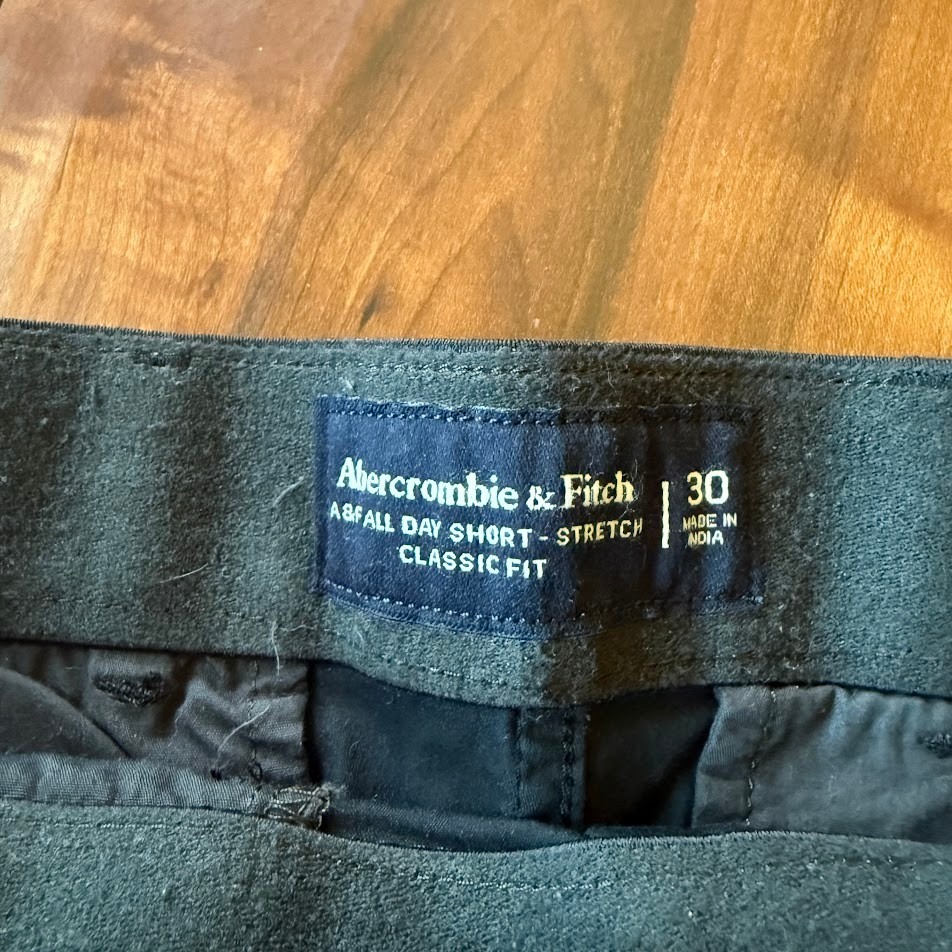 Abercrombie & Fitch
A&F ALL DAY SHORT - STRETCH
CLASSIC FIT
30
MADE IN
INDIA